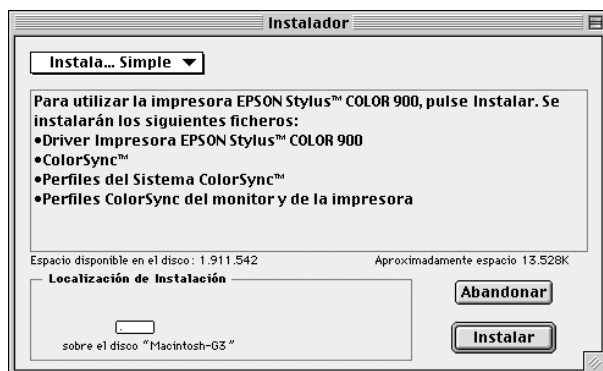 Instalador
Instala... Simple
Para utilizar la impresora EPSON Stylus™ COLOR 900, pulse Instalar. Se
instalarán los siguientes ficheros:
•Driver Impresora EPSON Stylus™ COLOR 900
•ColorSync™
•Perfiles del Sistema ColorSync™
•Perfiles ColorSync del monitor y de la impresora
Espacio disponible en el disco: 1.911.542 Aproximadamente espacio 13.528K
Localización de Instalación
Abandonar
sobre el disco "Macintosh-G3"
Instalar